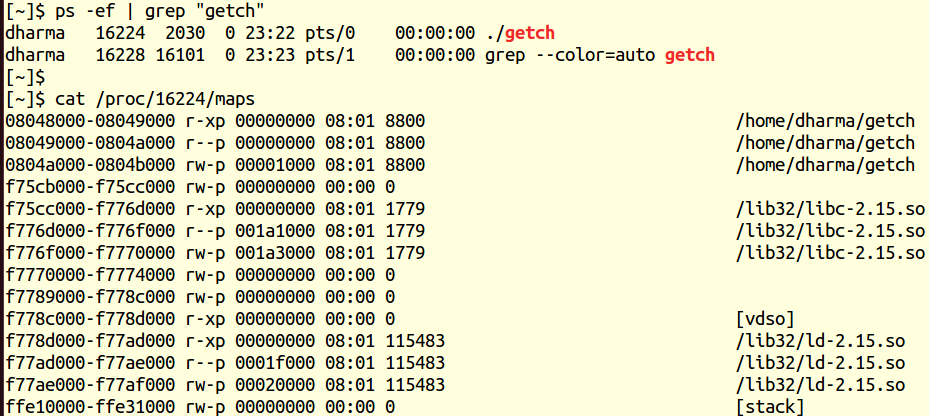 [~]$ ps -ef | grep "getch"
dharma   16224  2030  0 23:22 pts/0    00:00:00 ./getch
dharma   16228 16101  0 23:23 pts/1    00:00:00 grep --color=auto getch
[~]$
[~]$ cat /proc/16224/maps
08048000-08049000 r-xp 00000000 08:01 8800                               /home/dharma/getch
08049000-0804a000 r--p 00000000 08:01 8800                               /home/dharma/getch
0804a000-0804b000 rw-p 00001000 08:01 8800                               /home/dharma/getch
f75cb000-f75cc000 rw-p 00000000 00:00 0
f75cc000-f776d000 r-xp 00000000 08:01 1779                               /lib32/libc-2.15.so
f776d000-f776f000 r--p 001a1000 08:01 1779                               /lib32/libc-2.15.so
f776f000-f7770000 rw-p 001a3000 08:01 1779                               /lib32/libc-2.15.so
f7770000-f7774000 rw-p 00000000 00:00 0
f7789000-f778c000 rw-p 00000000 00:00 0
f778c000-f778d000 r-xp 00000000 00:00 0                                  [vdso]
f778d000-f77ad000 r-xp 00000000 08:01 115483                             /lib32/ld-2.15.so
f77ad000-f77ae000 r--p 0001f000 08:01 115483                             /lib32/ld-2.15.so
f77ae000-f77af000 rw-p 00020000 08:01 115483                             /lib32/ld-2.15.so
ffe10000-ffe31000 rw-p 00000000 00:00 0                                  [stack]